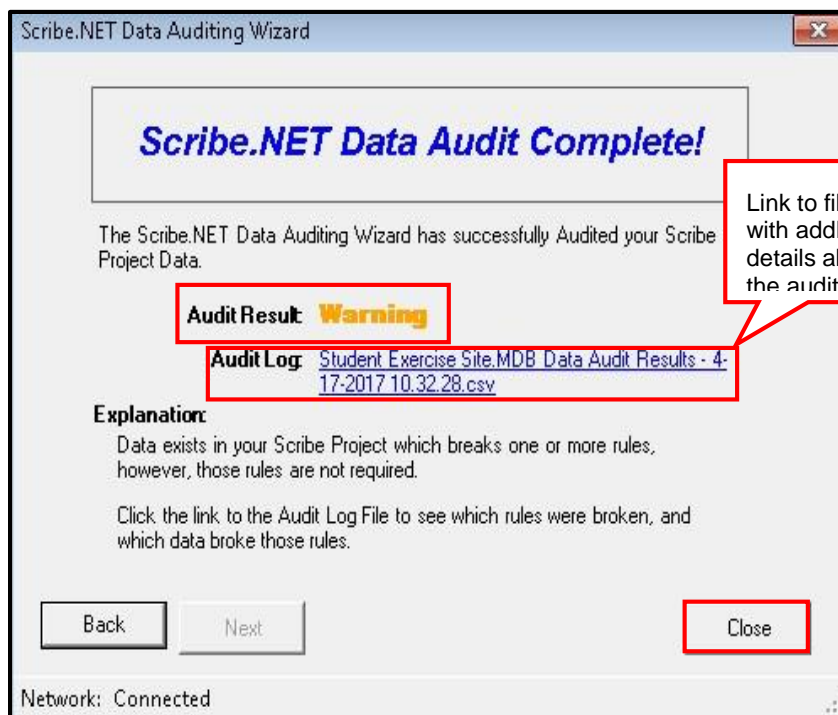 Scribe.NET Data Auditing Wizard
Scribe.NET Data Audit Complete!
Link to
with
details
the audit
The Scribe.NET Data Auditing Wizard has successfully Audited your Scribe
Project Data.
Audit Result: Warning
Audit Log: Student Exercise Site.MDB Data Audit Results - 4-
17-2017 10.32.28.csv
Explanation:
Data exists in your Scribe Project which breaks one or more rules,
however, those rules are not required.
Click the link to the Audit Log File to see which rules were broken, and
which data broke those rules.
Back
Next
Close
Network: Connected